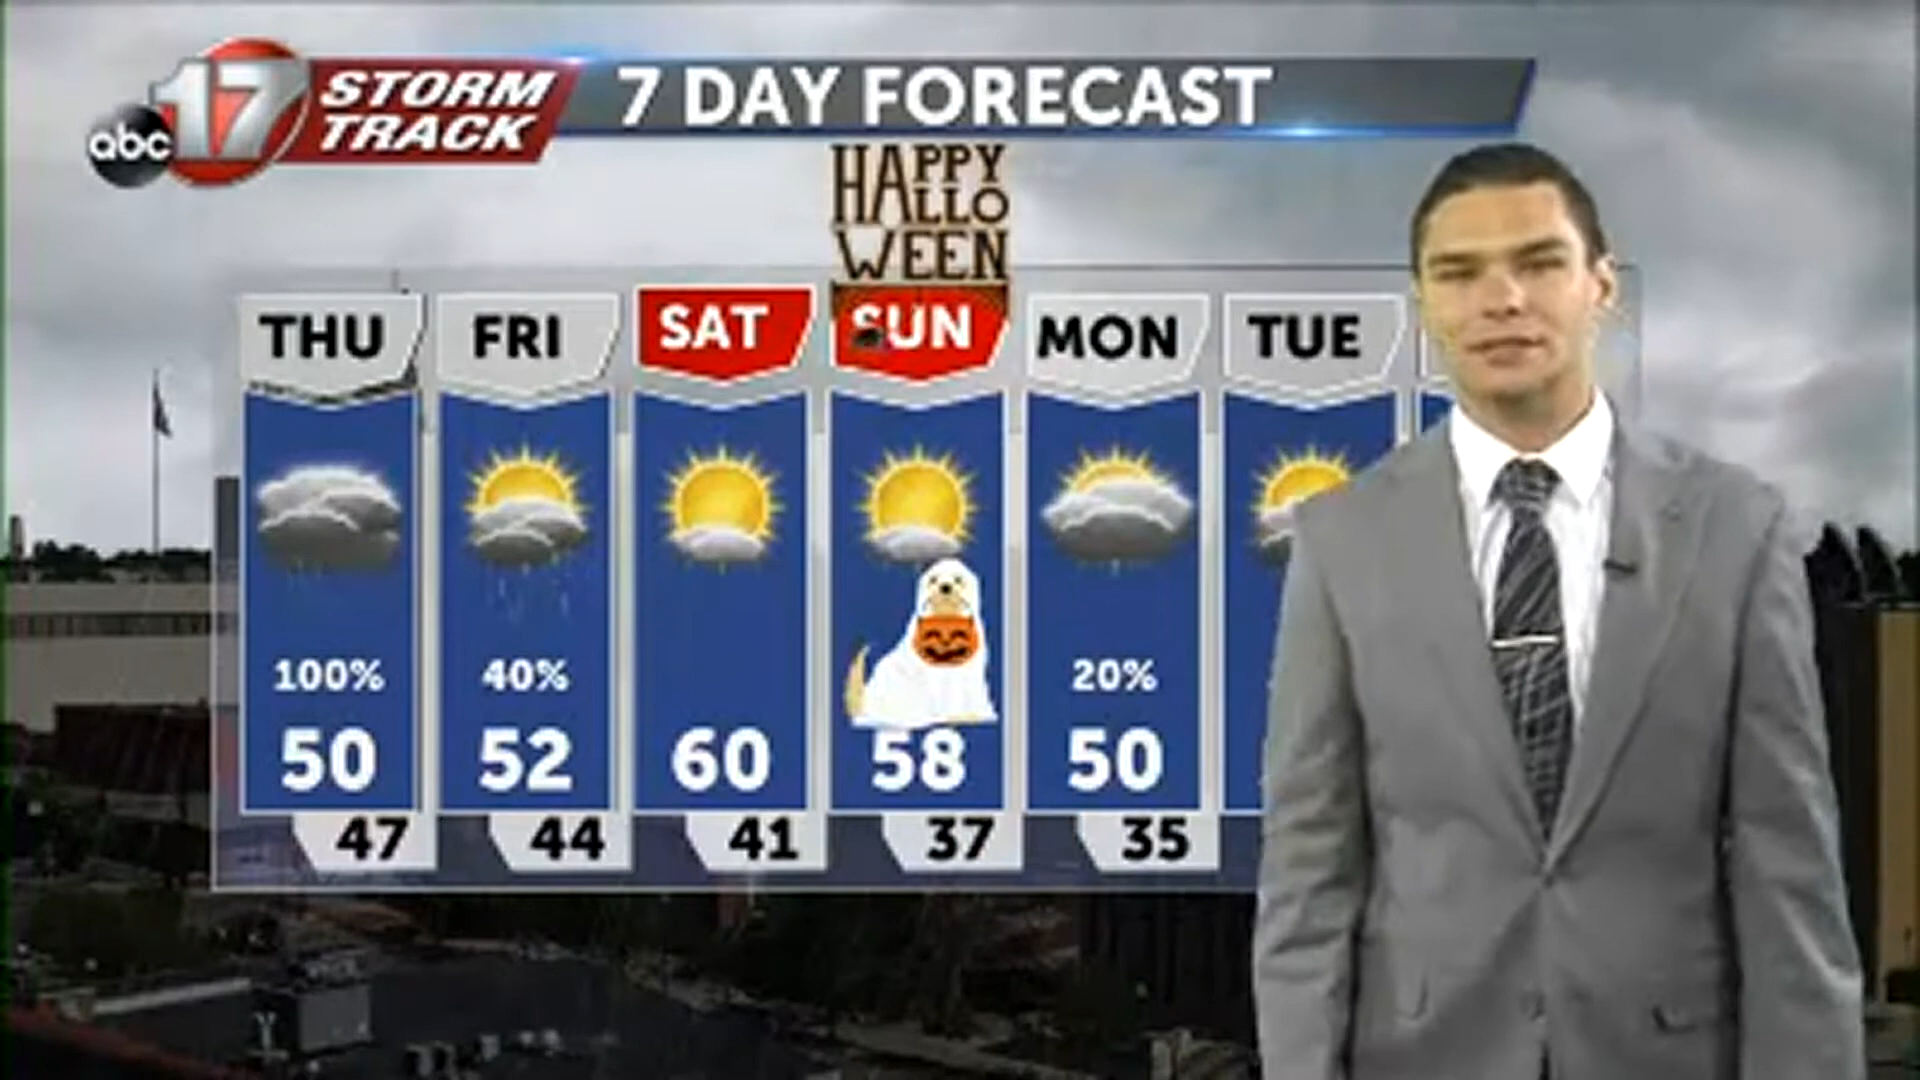 abc 17 STORM TRACK
7 DAY FORECAST
HAPPY
HALLO
WEEN
THU FRI SAT SUN MON TUE
100% 40% 20%
50 52 60 58 50
47 44 41 37 35